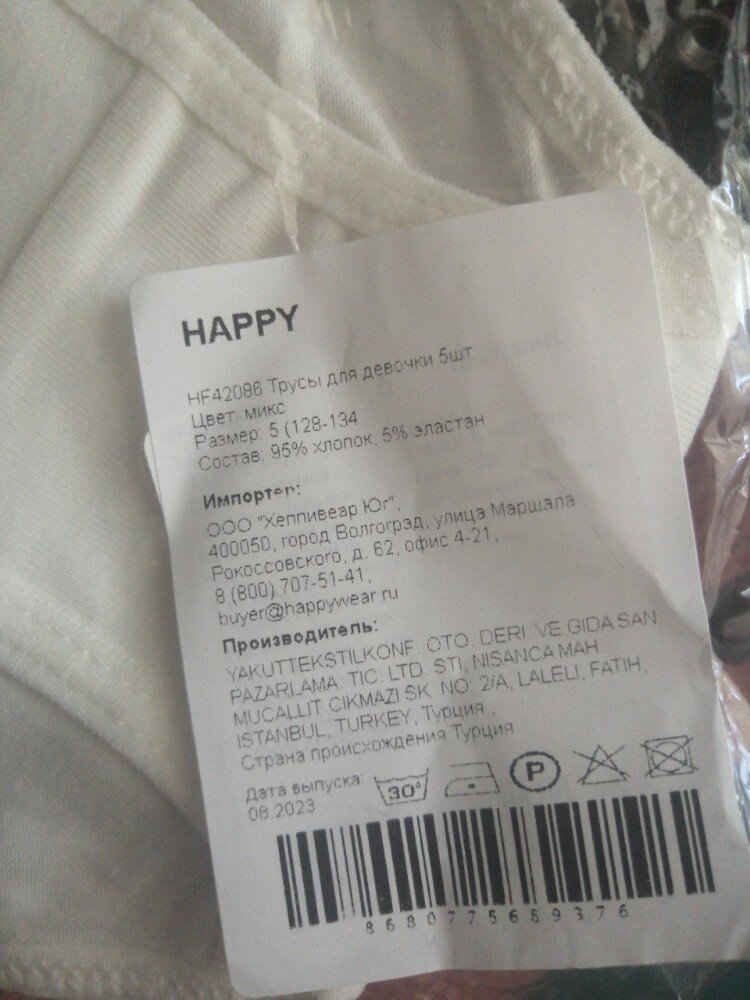 HAPPY
HF42086 Трусы для девочки 5шт
Цвет: микс
Размер: 5 (128-134
Состав: 95% хлопок, 5% эластан
Импортер:
ООО "Хеппивеар Юг",
400050, город Волгоград, улица Маршала
Рокоссовского, д. 62, офис 4-21,
8 (800) 707-51-41,
buyer@happywear.ru
Производитель:
YAKUTTEKSTILKONF. OTO. DERI. VE GIDA SAN.
PAZARLAMA. TIC. LTD. STI, NISANCA MAH.
MUCALLIT CIKMAZI SK. NO: 2/A, LALELI, FATIH,
ISTANBUL, TURKEY, Турция ,
Страна происхождения Турция
Дата выпуска:
08.2023
30°
P
8680775689376